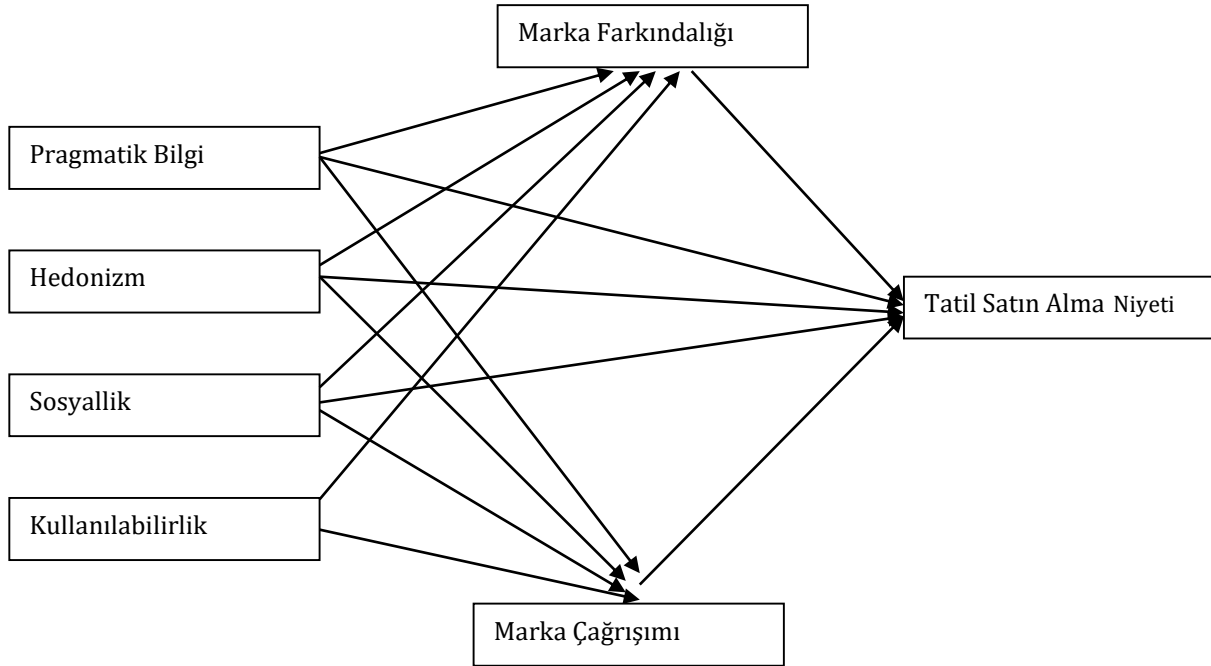 Marka Farkındalığı
Pragmatik Bilgi
Hedonizm
Tatil Satın Alma Niyeti
Sosyallik
Kullanılabilirlik
Marka Çağrışımı